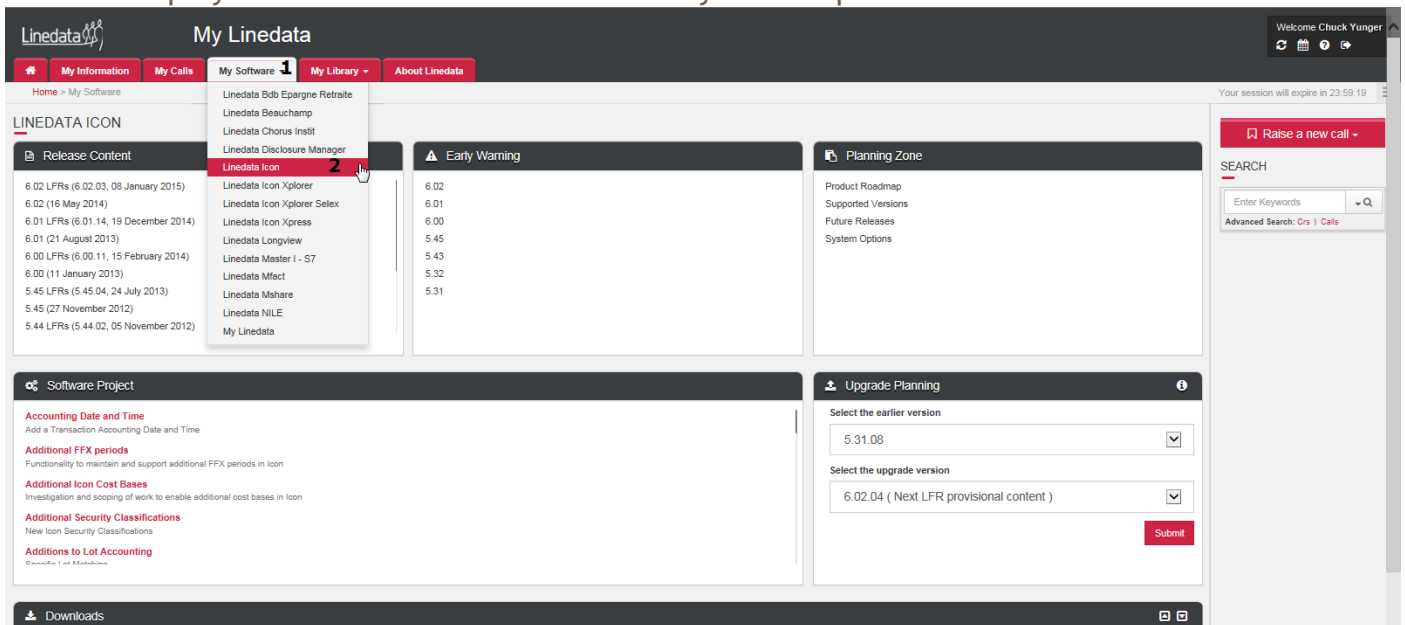 Linedata
My Linedata
Welcome Chuck Yunger
My Information
My Calls
My Software 1
My Library
About Linedata
Home > My Software
Your session will expire in 23:59:19
Linedata Bdb Epargne Retraite
Linedata Beauchamp
Linedata Chorus Instit
Linedata Disclosure Manager
Linedata Icon 2
Linedata Icon Xplorer
Linedata Icon Xplorer Selex
Linedata Icon Xpress
Linedata Longview
Linedata Master I - S7
Linedata Mfact
Linedata Mshare
Linedata NILE
My Linedata
LINEDATA ICON
Release Content
6.02 LFRs (6.02.03, 08 January 2015)
6.02 (16 May 2014)
6.01 LFRs (6.01.14, 19 December 2014)
6.01 (21 August 2013)
6.00 LFRs (6.00.11, 15 February 2014)
6.00 (11 January 2013)
5.45 LFRs (5.45.04, 24 July 2013)
5.45 (27 November 2012)
5.44 LFRs (5.44.02, 05 November 2012)
Early Warning
6.02
6.01
6.00
5.45
5.43
5.32
5.31
Planning Zone
Product Roadmap
Supported Versions
Future Releases
System Options
Raise a new call
SEARCH
Enter Keywords
Advanced Search: Crs | Calls
Software Project
Accounting Date and Time
Add a Transaction Accounting Date and Time
Additional FFX periods
Functionality to maintain and support additional FFX periods in Icon
Additional Icon Cost Bases
Investigation and scoping of work to enable additional cost bases in Icon
Additional Security Classifications
New Icon Security Classifications
Additions to Lot Accounting
Specific Lot Matching
Upgrade Planning
Select the earlier version
5.31.08
Select the upgrade version
6.02.04 ( Next LFR provisional content )
Submit
Downloads